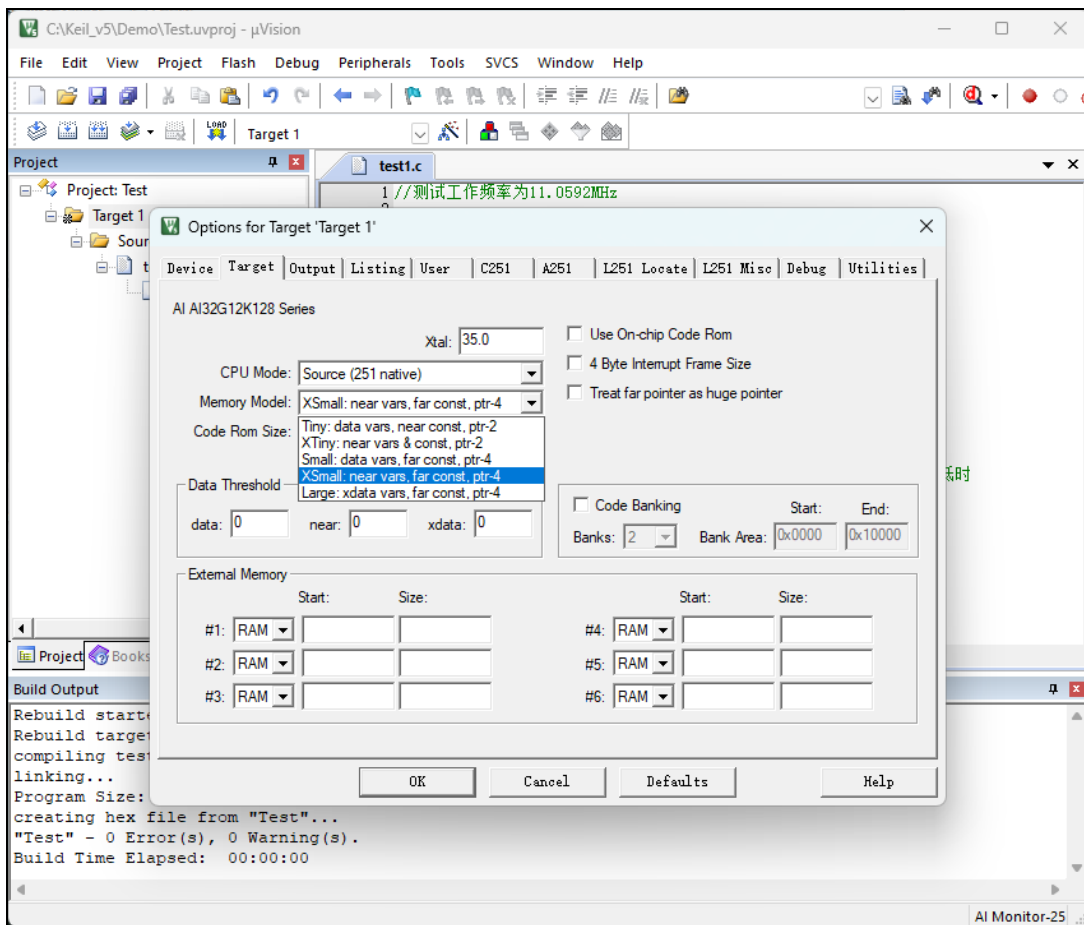 C:\Keil_v5\Demo\Test.uvproj - µVision
File Edit View Project Flash Debug Peripherals Tools SVCS Window Help
LOAD Target 1
Project
test1.c
Project: Test
1 //测试工作频率为11.0592MHz
Target 1
Sour
t
Options for Target 'Target 1'
Device Target Output Listing User C251 A251 L251 Locate L251 Misc Debug Utilities
AI AI32G12K128 Series
Xtal: 35.0
Use On-chip Code Rom
CPU Mode: Source (251 native)
4 Byte Interrupt Frame Size
Memory Model: XSmall: near vars, far const, ptr-4
Treat far pointer as huge pointer
Code Rom Size:
Tiny: data vars, near const, ptr-2
XTiny: near vars & const, ptr-2
Small: data vars, far const, ptr-4
XSmall: near vars, far const, ptr-4
Large: xdata vars, far const, ptr-4
时
Data Threshold
data: 0 near: 0 xdata: 0
Code Banking Start: End:
Banks: 2 Bank Area: 0x0000 0x10000
External Memory
Start: Size: Start: Size:
#1: RAM #4: RAM
#2: RAM #5: RAM
#3: RAM #6: RAM
OK Cancel Defaults Help
Project Books
Build Output
Rebuild starte
Rebuild target
compiling test
linking...
Program Size:
creating hex file from "Test"...
"Test" - 0 Error(s), 0 Warning(s).
Build Time Elapsed: 00:00:00
AI Monitor-25